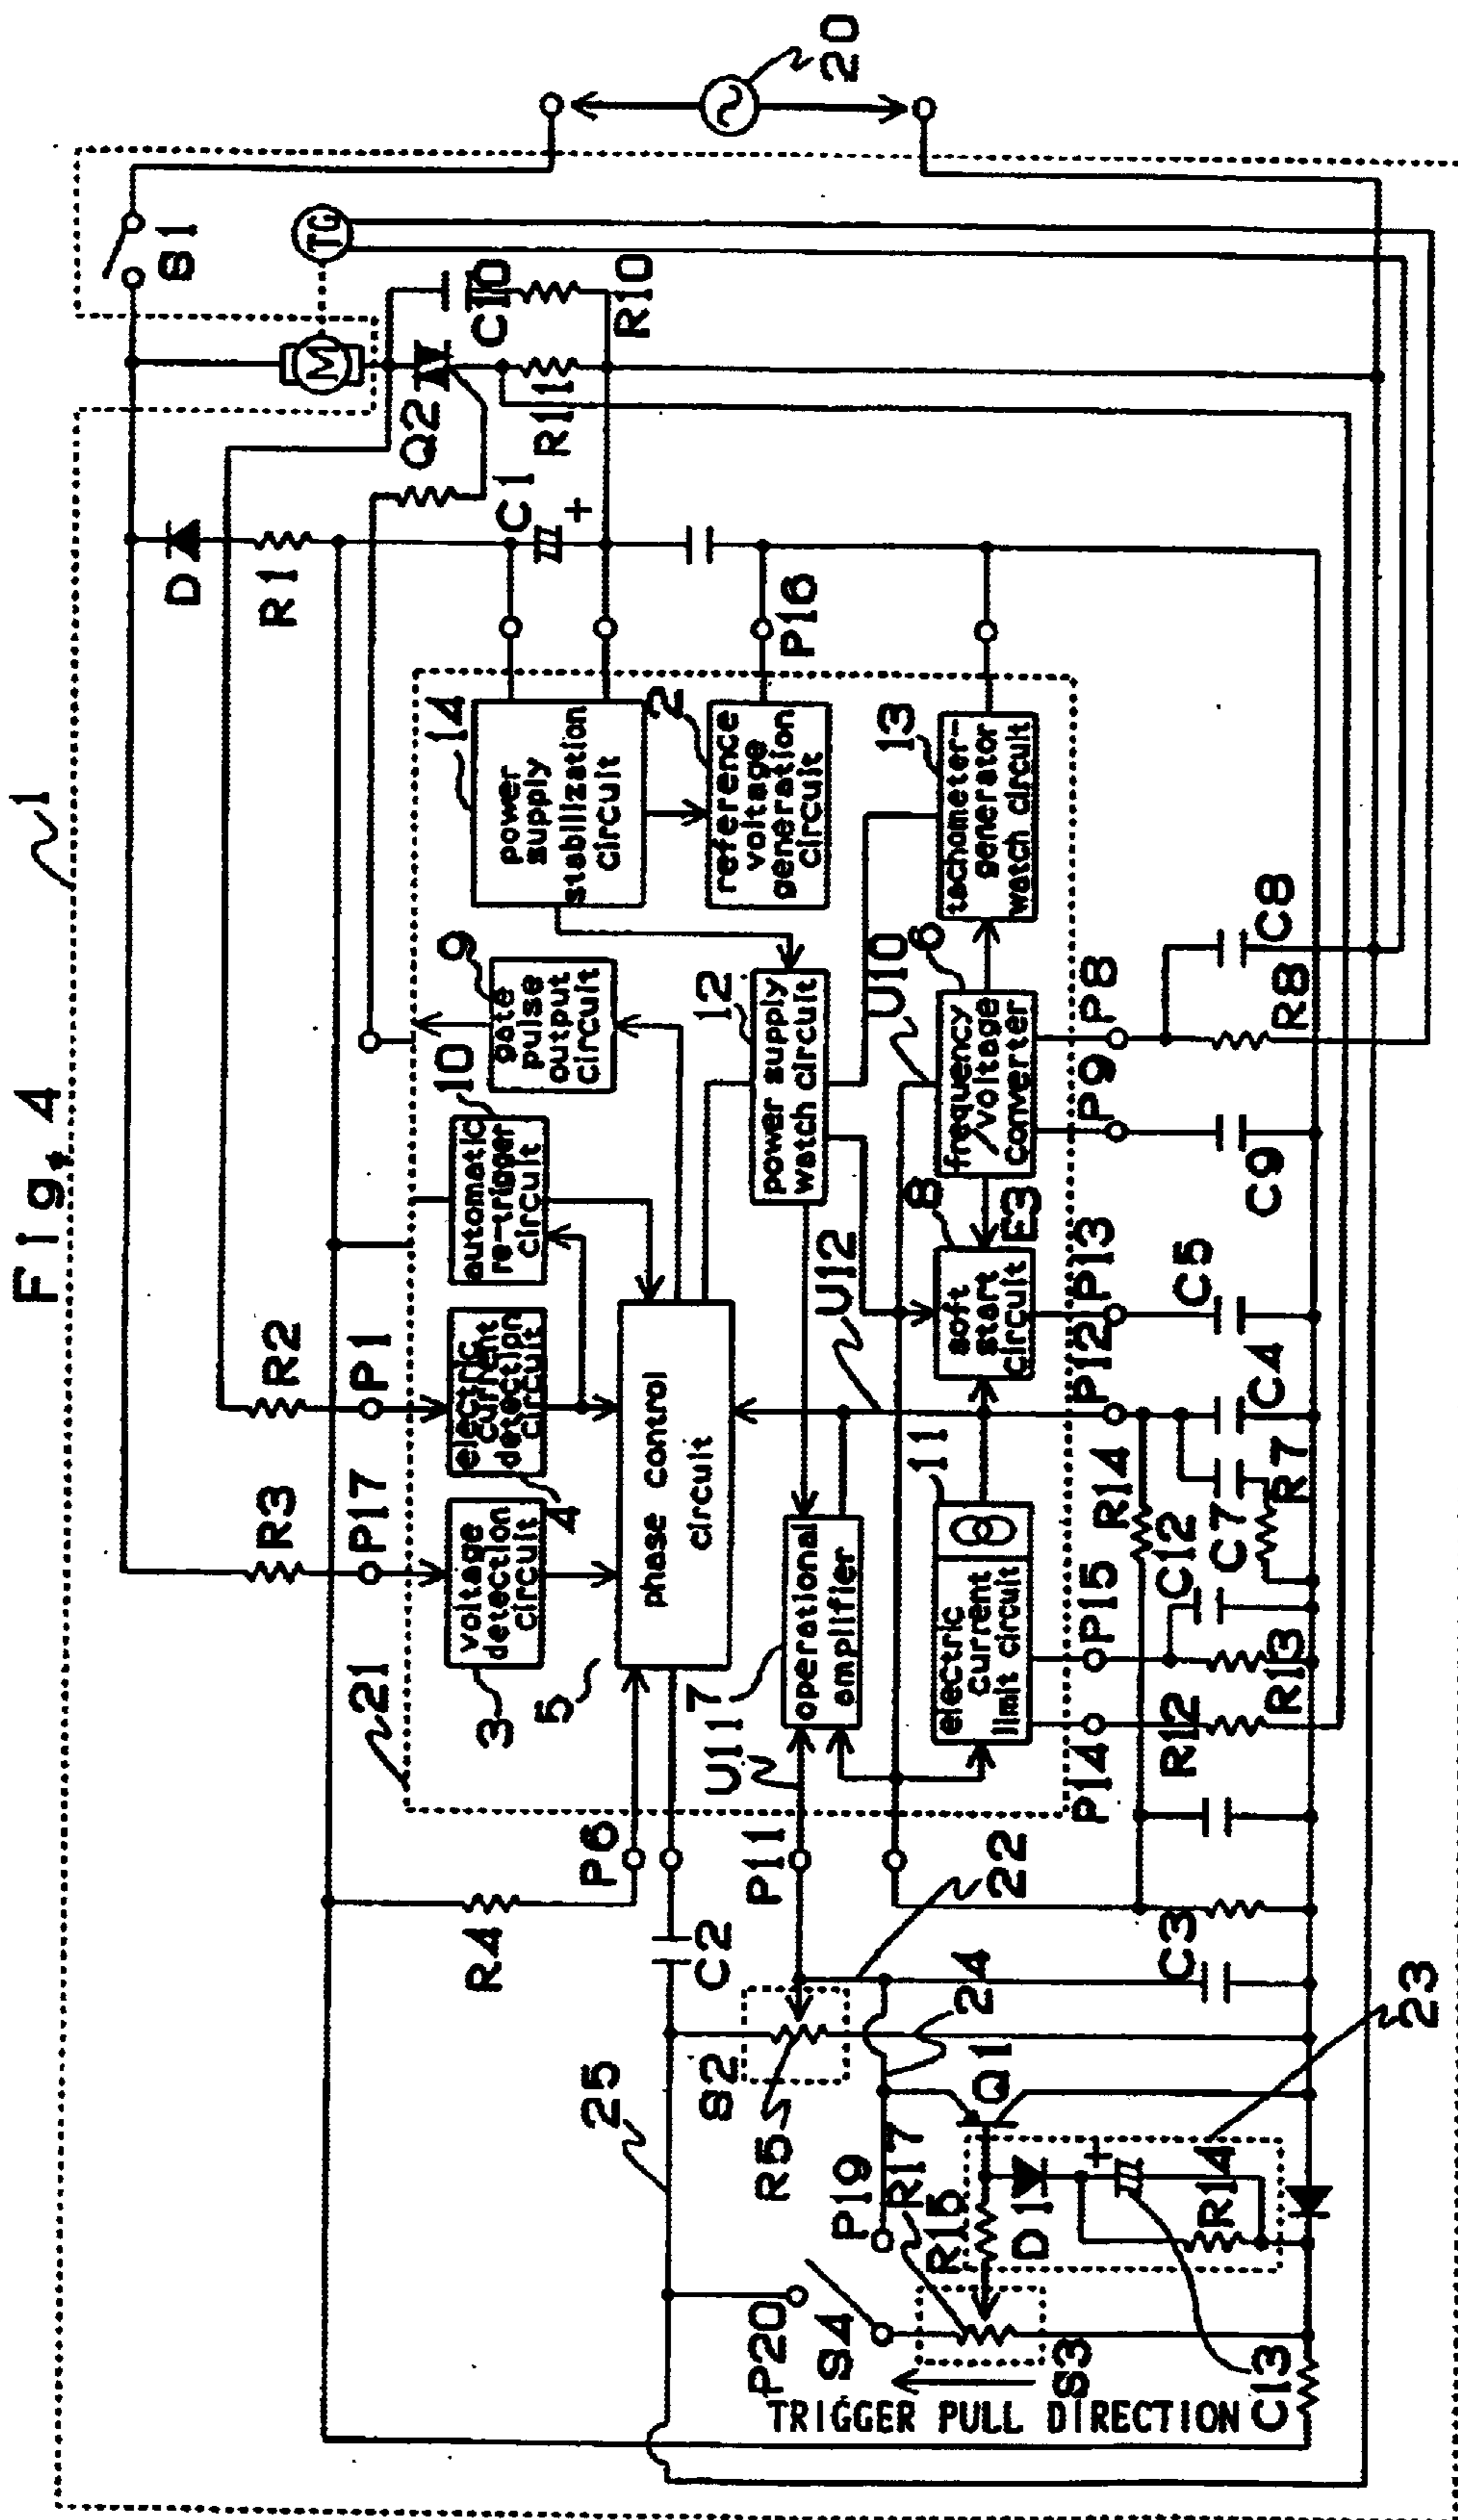 Fig. 4
1
20
S1
TG
M
C10
R10
Q2
R11
C1
+
D
R1
P16
14
power
supply
stabilization
circuit
2
reference
voltage
generation
circuit
13
tachometer-
generator
watch circuit
9
gate
pulse
output
circuit
12
power supply
watch circuit
U10
6
frequency
/voltage
converter
P8
P9
C8
R8
C9
10
automatic
re-trigger
circuit
R2
P1
electric
current
detection
circuit
4
R3
P17
voltage
detection
circuit
3
21
5
phase control
circuit
U12
8
soft
start
circuit
E3
P13
P12
C5
C4
R7
C7
C12
R14
11
7
operational
amplifier
electric
current
limit circuit
P15
R13
R12
P14
U11
P11
P6
R4
C2
22
C3
24
23
25
S2
R5
Q1
P19
R17
R15
D1
+
R14
P20
S4
S3
C13
TRIGGER PULL DIRECTION